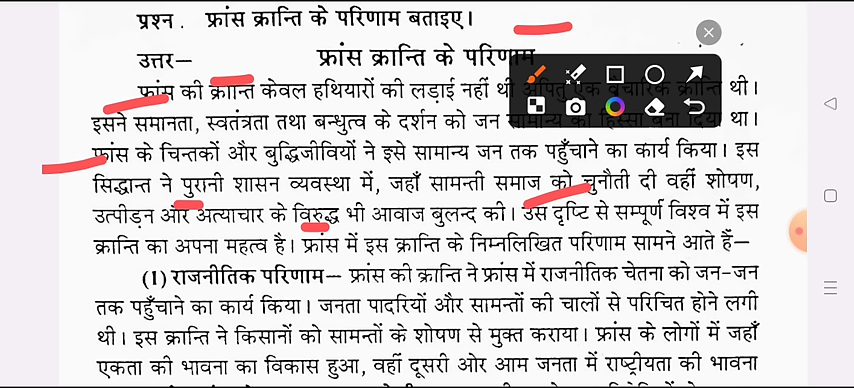 प्रश्न . फ्रांस क्रान्ति के परिणाम बताइए।
उत्तर— फ्रांस क्रान्ति के परिणाम
फ्रांस की क्रान्ति केवल हथियारों की लड़ाई नहीं थी अपितु एक वैचारिक क्रान्ति थी।
इसने समानता, स्वतंत्रता तथा बन्धुत्व के दर्शन को जन सामान्य का हिस्सा बना दिया था।
फ्रांस के चिन्तकों और बुद्धिजीवियों ने इसे सामान्य जन तक पहुँचाने का कार्य किया। इस
सिद्धान्त ने पुरानी शासन व्यवस्था में, जहाँ सामन्ती समाज को चुनौती दी वहीं शोषण,
उत्पीड़न और अत्याचार के विरुद्ध भी आवाज बुलन्द की। उस दृष्टि से सम्पूर्ण विश्व में इस
क्रान्ति का अपना महत्व है। फ्रांस में इस क्रान्ति के निम्नलिखित परिणाम सामने आते हैं—
(1) राजनीतिक परिणाम— फ्रांस की क्रान्ति ने फ्रांस में राजनीतिक चेतना को जन-जन
तक पहुँचाने का कार्य किया। जनता पादरियों और सामन्तों की चालों से परिचित होने लगी
थी। इस क्रान्ति ने किसानों को सामन्तों के शोषण से मुक्त कराया। फ्रांस के लोगों में जहाँ
एकता की भावना का विकास हुआ, वहीं दूसरी ओर आम जनता में राष्ट्रीयता की भावना